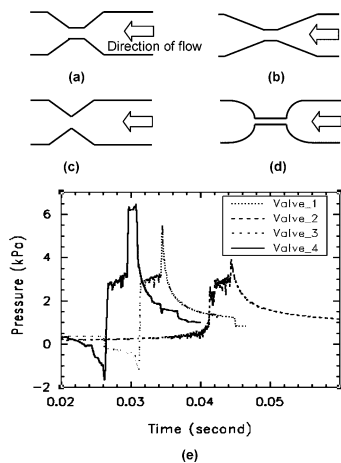 Direction of flow
(a)
(b)
(c)
(d)
Valve_1
Valve_2
Valve_3
Valve_4
Pressure (kPa)
6
4
2
0
-2
0.02
0.03
0.04
0.05
Time (second)
(e)